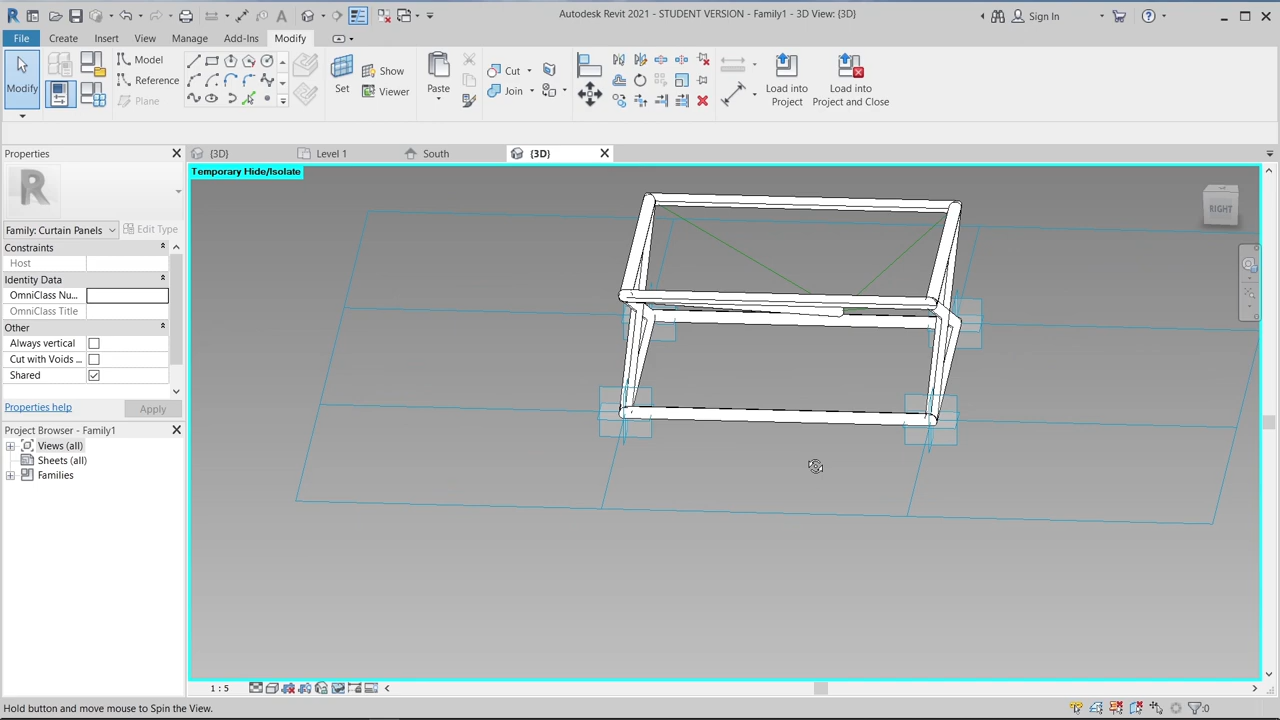 Autodesk Revit 2021 - STUDENT VERSION - Family1 - 3D View: {3D}
Sign In
File Create Insert View Manage Add-Ins Modify
Modify
Model
Reference
Plane
Set
Show
Viewer
Paste
Cut
Join
Load into
Project
Load into
Project and Close
Properties
{3D} Level 1 South {3D}
Temporary Hide/Isolate
RIGHT
Family: Curtain Panels Edit Type
Constraints
Host
Identity Data
OmniClass Nu...
OmniClass Title
Other
Always vertical
Cut with Voids ...
Shared
Properties help Apply
Project Browser - Family1
Views (all)
Sheets (all)
Families
1 : 5
Hold button and move mouse to Spin the View.
:0